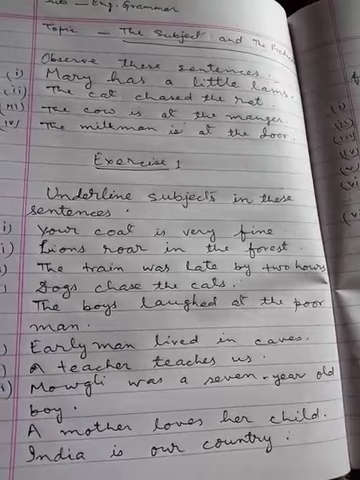 Sub - Eng. Grammer
Topic - The Subject and The
Observe these sentences.
(i) Mary has a little lamb.
(ii) The cat chased the rat.
(iii) The cow is at the manger.
(iv) The milkman is at the door.
Exercise 1
Underline subjects in these
sentences.
i) Your coat is very fine.
i) Lions roar in the forest.
The train was late by two hours
Dogs chase the cats.
The boys laughed at the poor
man.
) Early man lived in caves.
) A teacher teaches us.
i) Mowgli was a seven-year old
boy.
A mother loves her child.
India is our country.